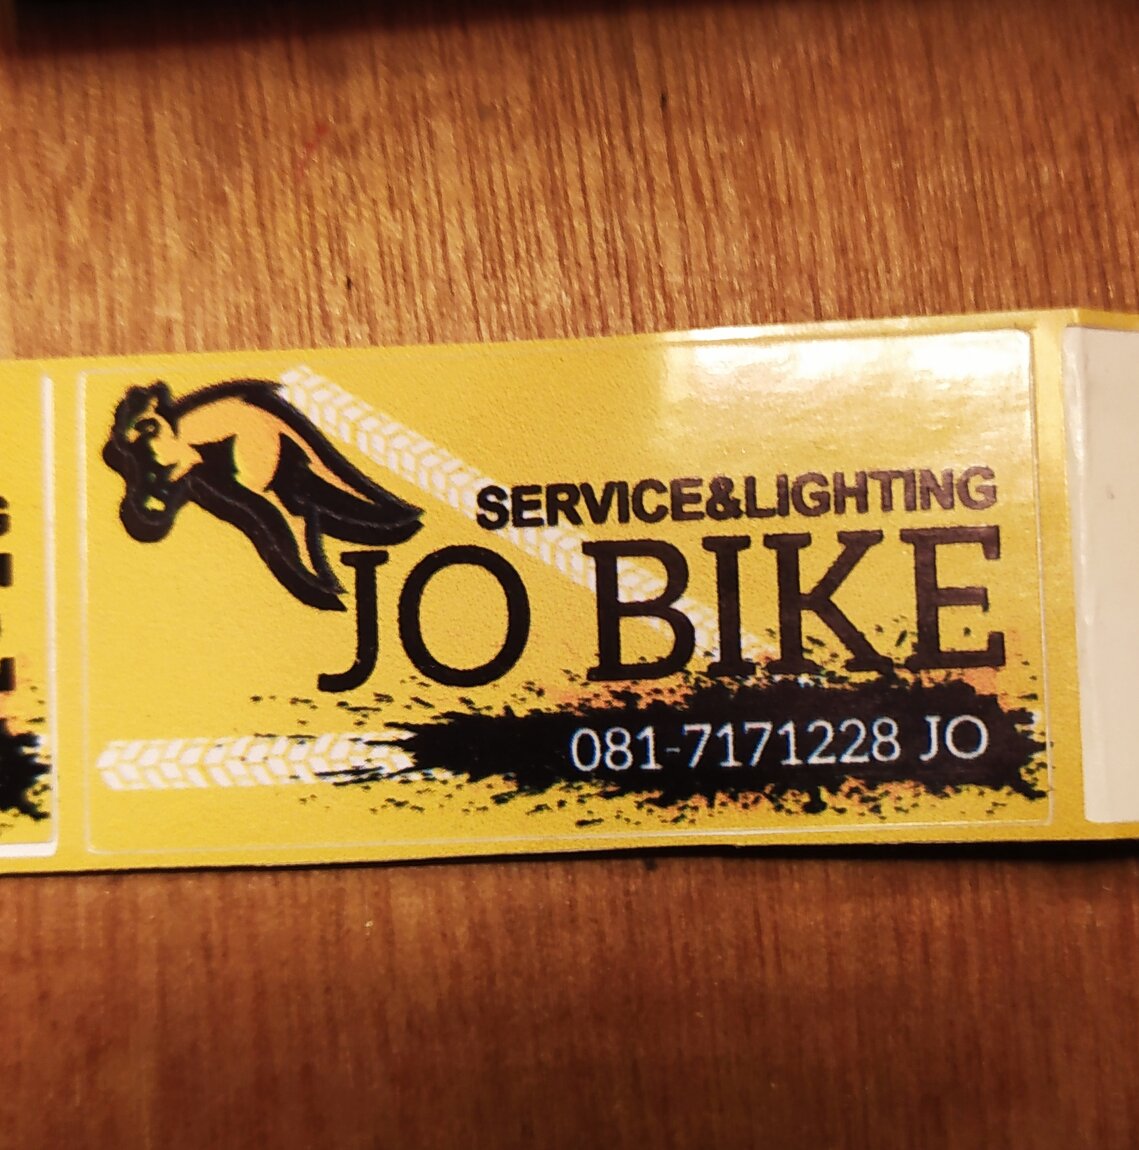 SERVICE&LIGHTING
JO BIKE
081-7171228 JO